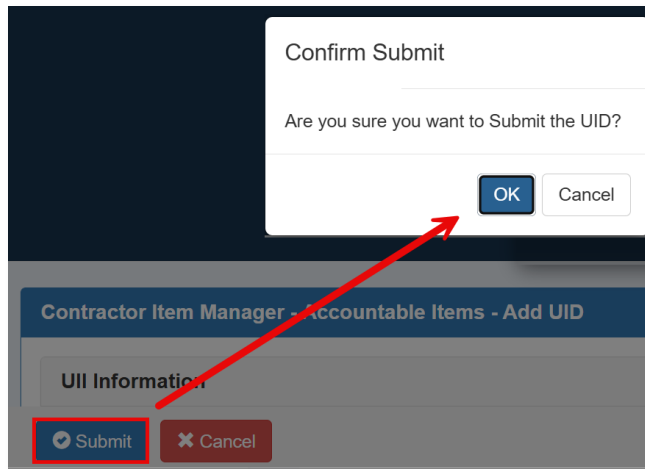 Confirm Submit
Are you sure you want to Submit the UID?
OK Cancel
Contractor Item Manager - Accountable Items - Add UID
UII Information
Submit Cancel